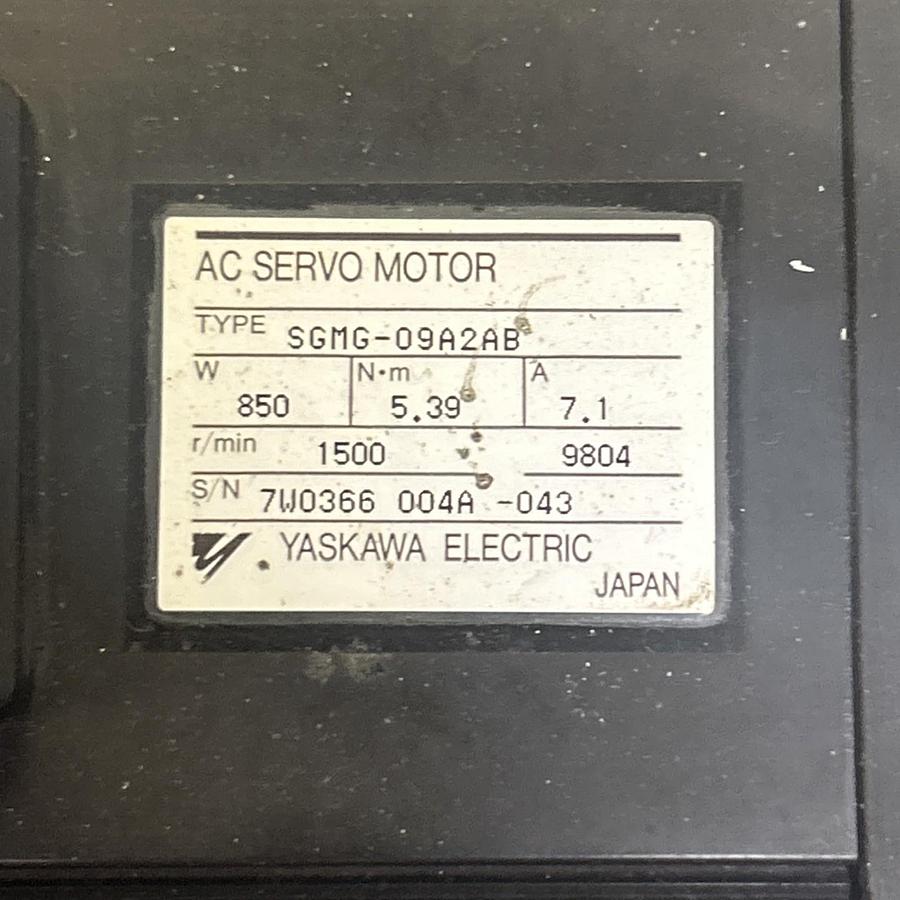 AC SERVO MOTOR
TYPE SGMG-09A2AB
W 850 N·m 5.39 A 7.1
r/min 1500 9804
S/N 7W0366 004A -043
YASKAWA ELECTRIC
JAPAN